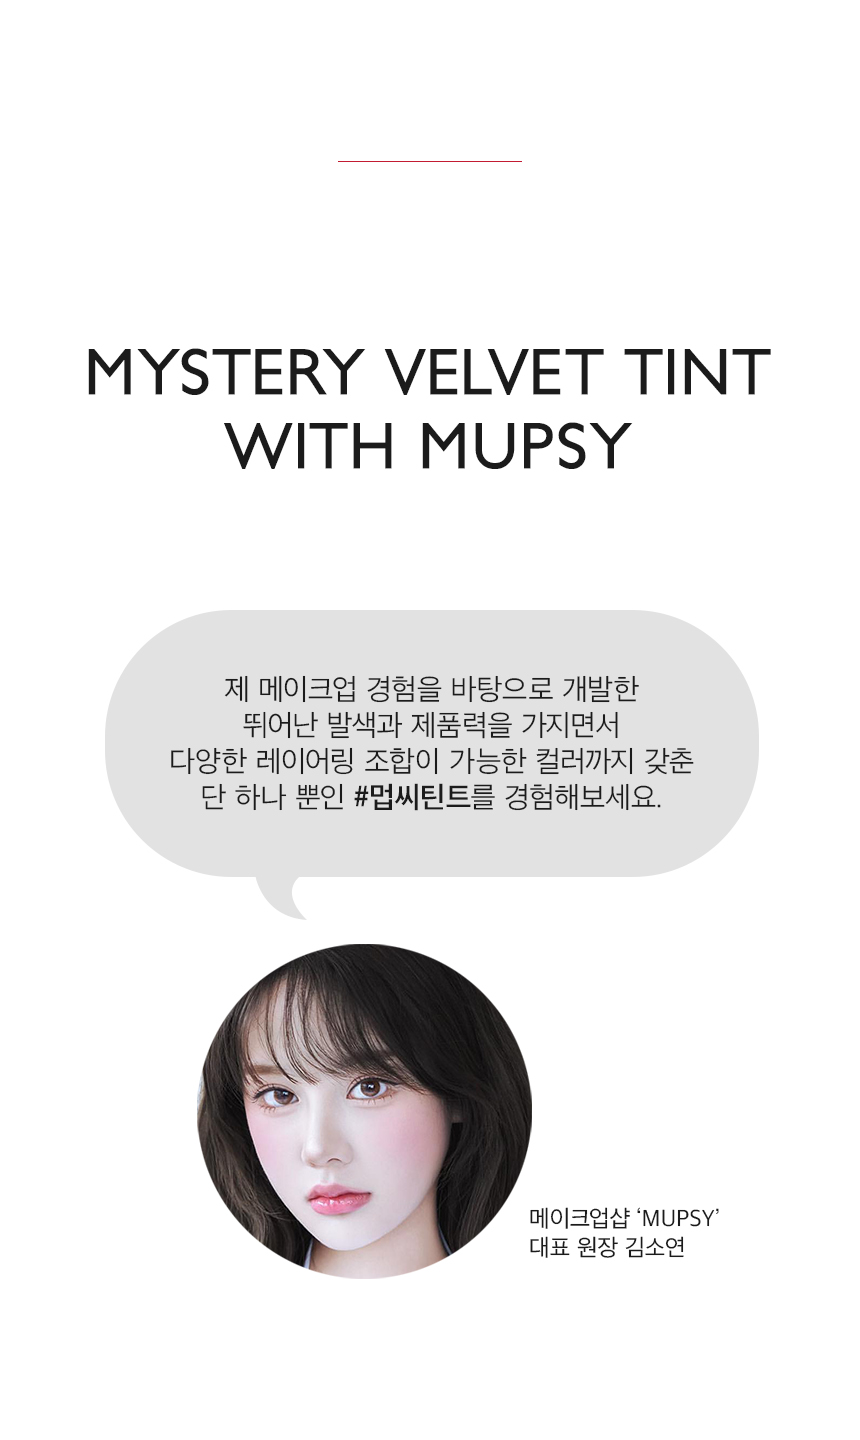 MYSTERY VELVET TINT
WITH MUPSY
제 메이크업 경험을 바탕으로 개발한
뛰어난 발색과 제품력을 가지면서
다양한 레이어링 조합이 가능한 컬러까지 갖춘
단 하나 뿐인 #멉씨틴트를 경험해보세요.
메이크업샵 ‘MUPSY’
대표 원장 김소연